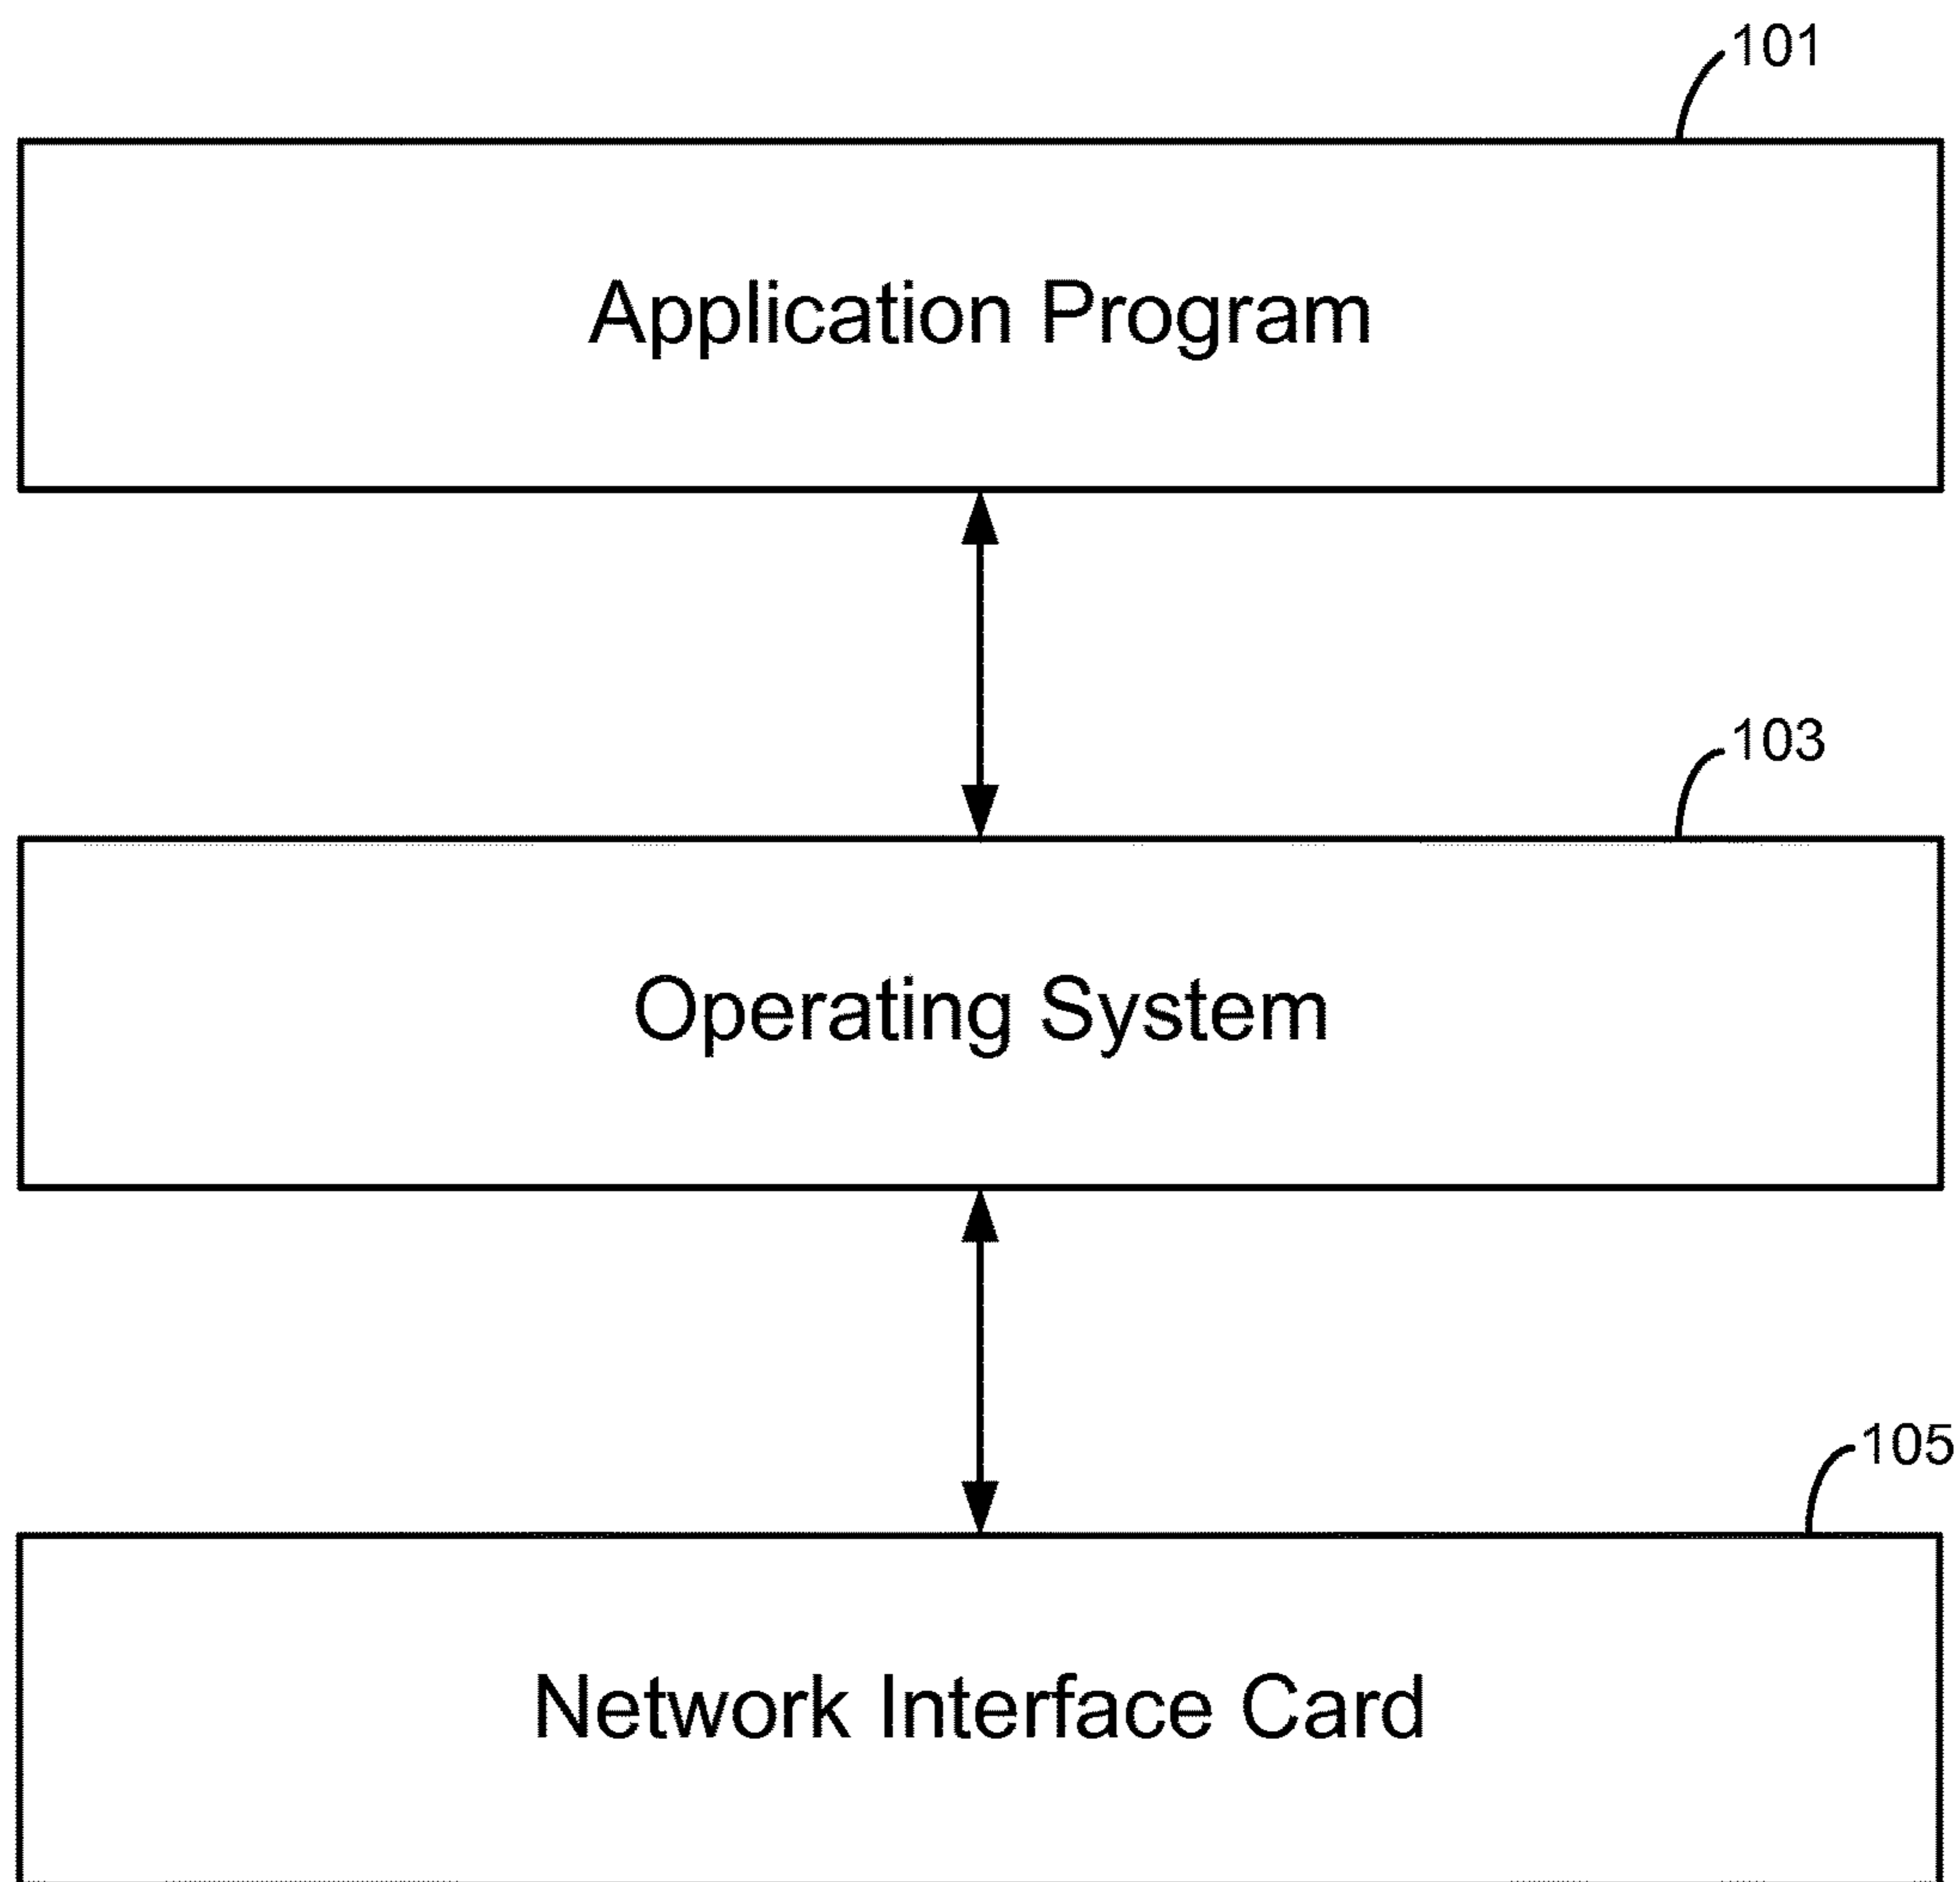 101
Application Program
103
Operating System
105
Network Interface Card